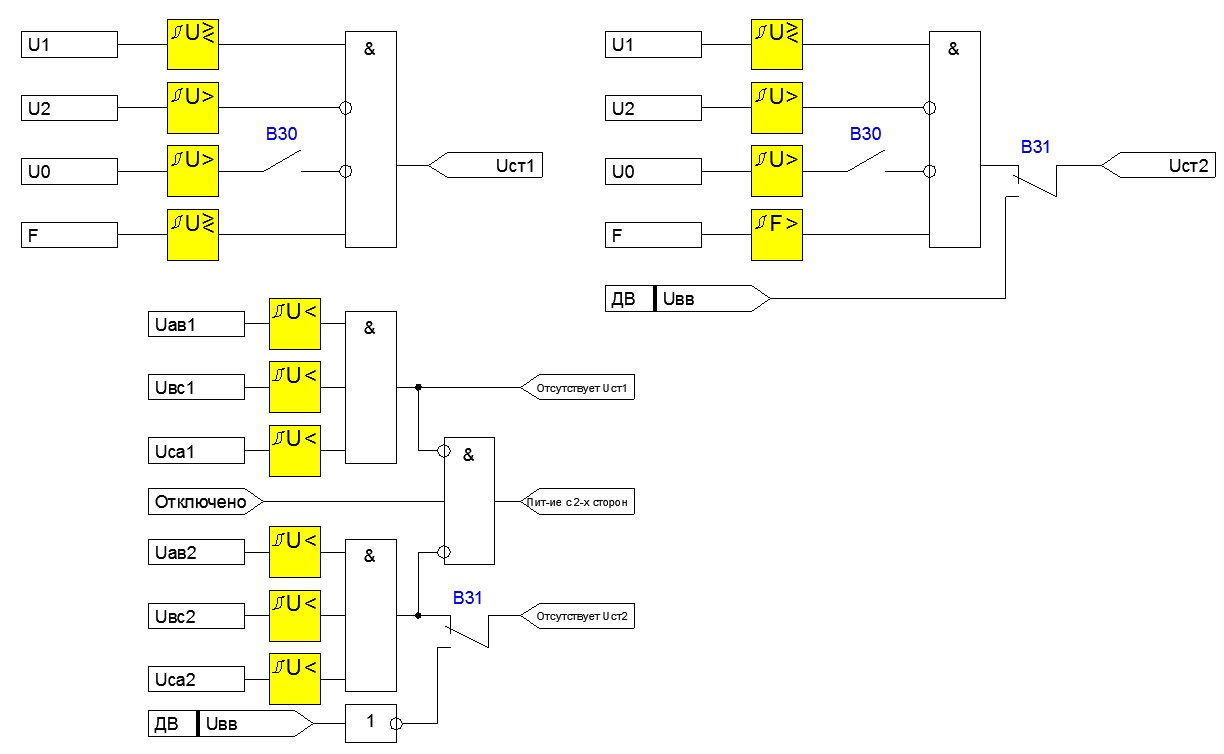 U1
U≷
&
U2
U>
B30
U0
U>
Uст1
F
U≷
U1
U≷
&
U2
U>
B30
U0
U>
B31
Uст2
F
F >
ДВ Uвв
Uав1
U <
&
Uвс1
U <
Отсутствует Uст1
Uса1
U <
&
Отключено
Пит-ие с 2-х сторон
Uав2
U <
&
Uвс2
U <
B31
Отсутствует Uст2
Uса2
U <
ДВ Uвв
1